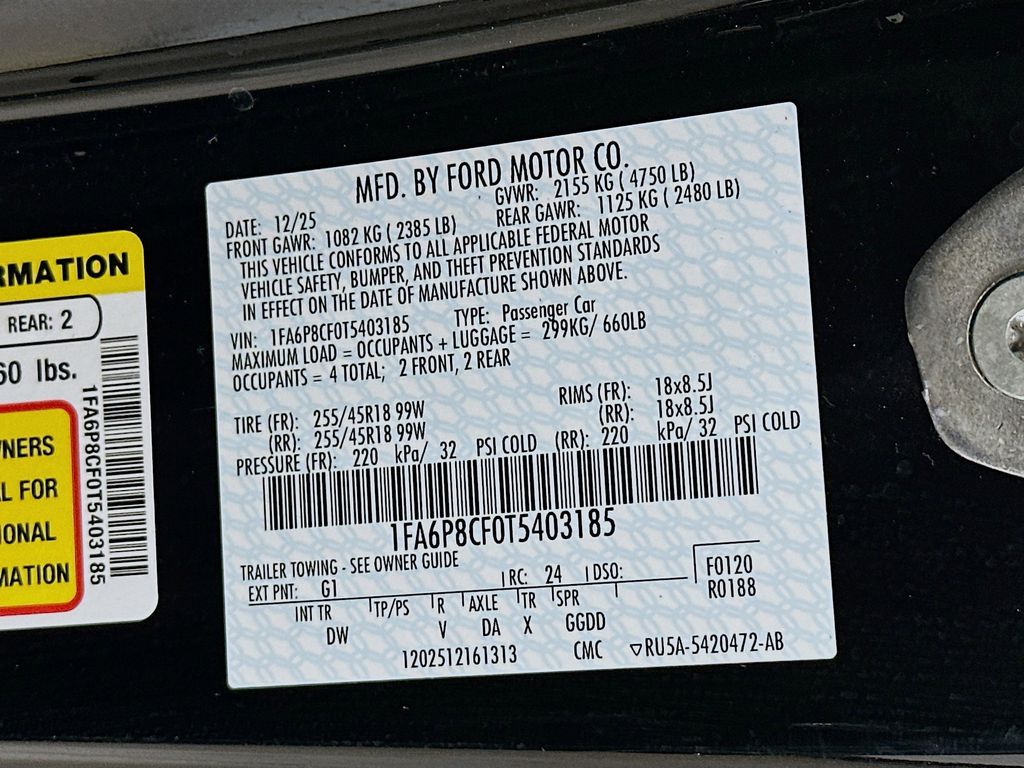 RMATION
REAR: 2
60 lbs.
WNERS
AL FOR
IONAL
MATION
1FA6P8CF0T5403185
MFD. BY FORD MOTOR CO.
DATE: 12/25 GVWR: 2155 KG ( 4750 LB)
FRONT GAWR: 1082 KG ( 2385 LB) REAR GAWR: 1125 KG ( 2480 LB)
THIS VEHICLE CONFORMS TO ALL APPLICABLE FEDERAL MOTOR
VEHICLE SAFETY, BUMPER, AND THEFT PREVENTION STANDARDS
IN EFFECT ON THE DATE OF MANUFACTURE SHOWN ABOVE.
VIN: 1FA6P8CF0T5403185 TYPE: Passenger Car
MAXIMUM LOAD = OCCUPANTS + LUGGAGE = 299KG/ 660LB
OCCUPANTS = 4 TOTAL; 2 FRONT, 2 REAR
TIRE (FR): 255/45R18 99W RIMS (FR): 18x8.5J
(RR): 255/45R18 99W (RR): 18x8.5J
PRESSURE (FR): 220 kPa/ 32 PSI COLD (RR): 220 kPa/ 32 PSI COLD
1FA6P8CF0T5403185
TRAILER TOWING - SEE OWNER GUIDE
EXT PNT: G1 RC: 24 DSO: F0120
R0188
INT TR TP/PS R AXLE TR SPR
DW V DA X GGDD
1202512161313 CMC ▽RU5A-5420472-AB